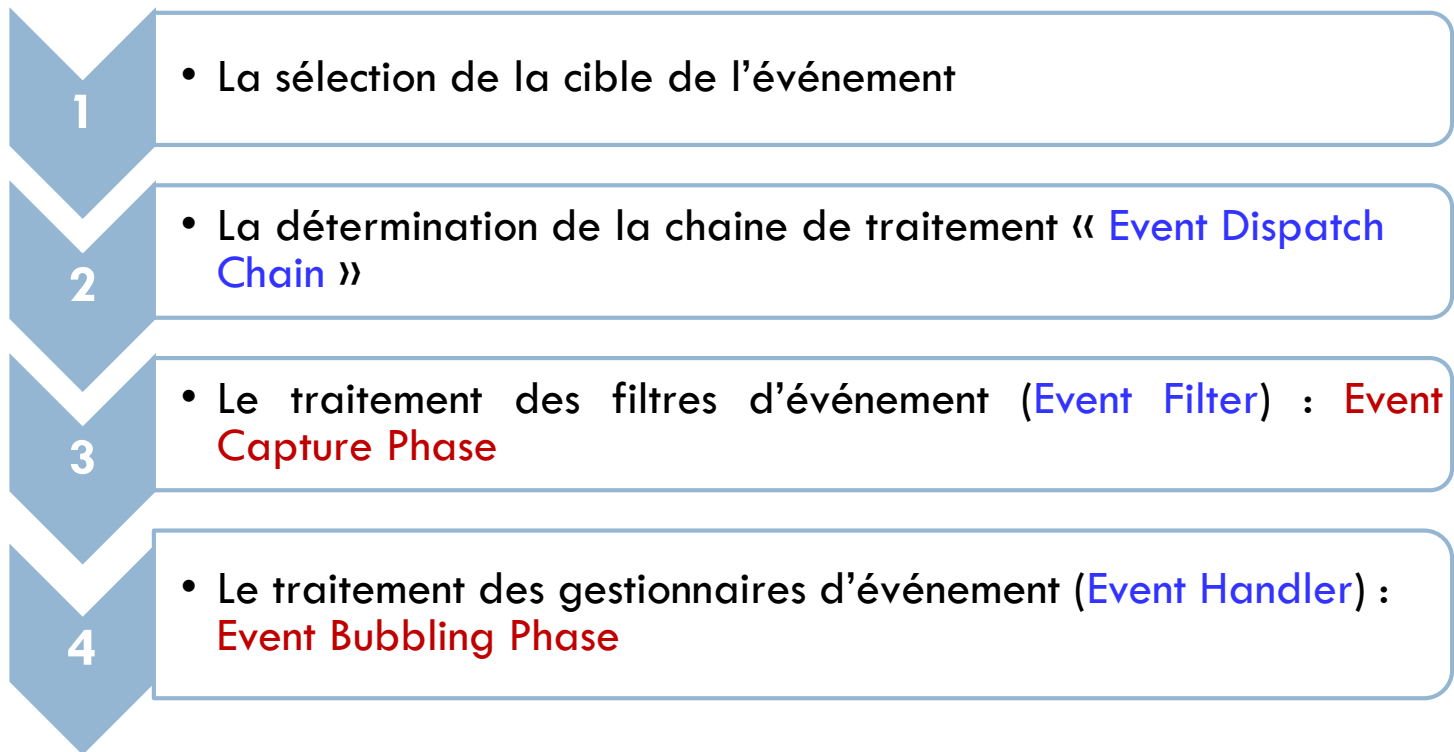 1
• La sélection de la cible de l’événement
2
• La détermination de la chaine de traitement « Event Dispatch
Chain »
3
• Le traitement des filtres d’événement (Event Filter) : Event
Capture Phase
4
• Le traitement des gestionnaires d’événement (Event Handler) :
Event Bubbling Phase